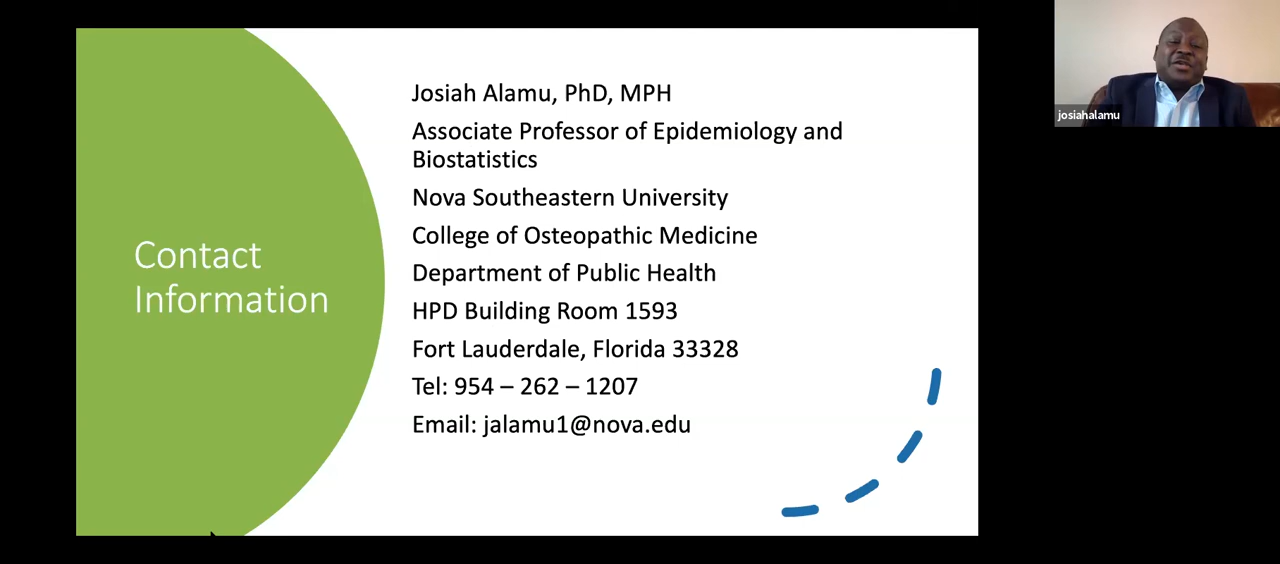 Contact
Information
Josiah Alamu, PhD, MPH
Associate Professor of Epidemiology and
Biostatistics
Nova Southeastern University
College of Osteopathic Medicine
Department of Public Health
HPD Building Room 1593
Fort Lauderdale, Florida 33328
Tel: 954 – 262 – 1207
Email: jalamu1@nova.edu
josiahalamu